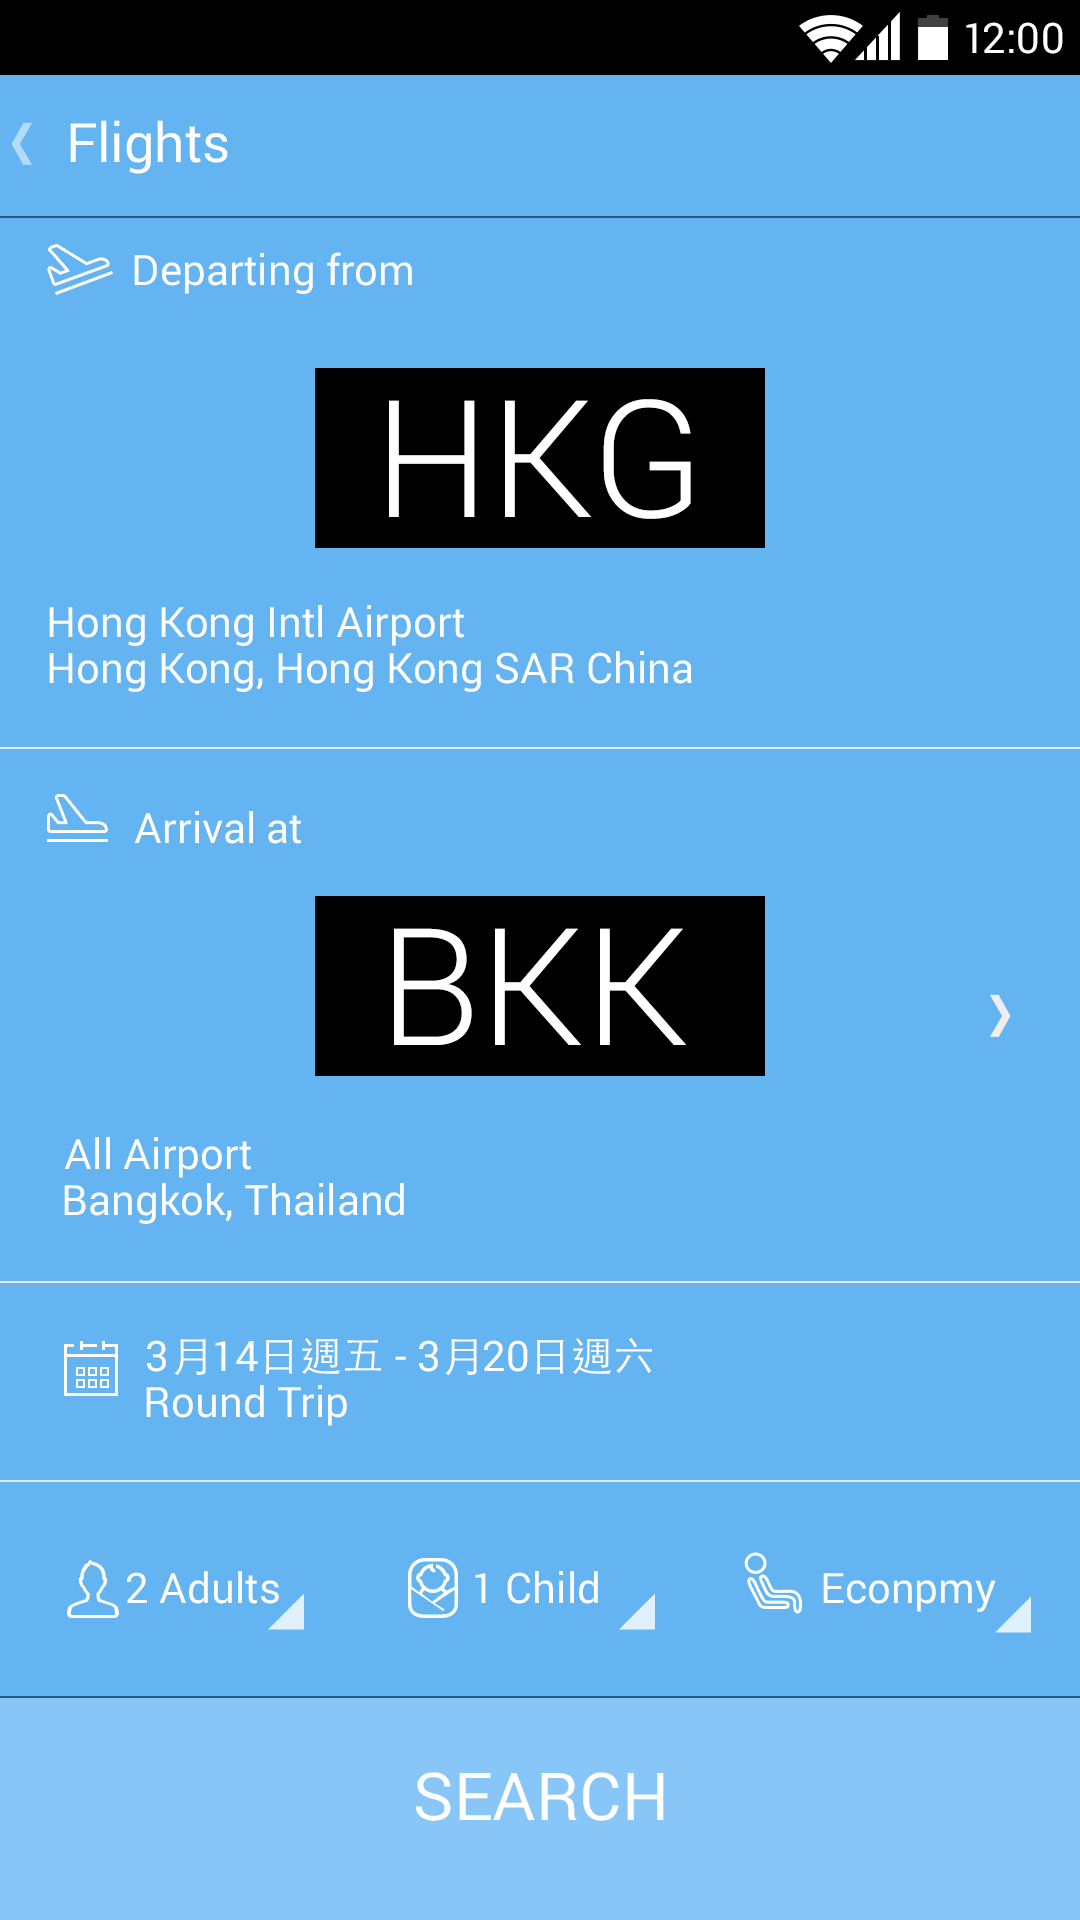 12:00
Flights
Departing from
HKG
Hong Kong Intl Airport
Hong Kong, Hong Kong SAR China
Arrival at
BKK
All Airport
Bangkok, Thailand
3月14日週五 - 3月20日週六
Round Trip
2 Adults 1 Child Econpmy
SEARCH